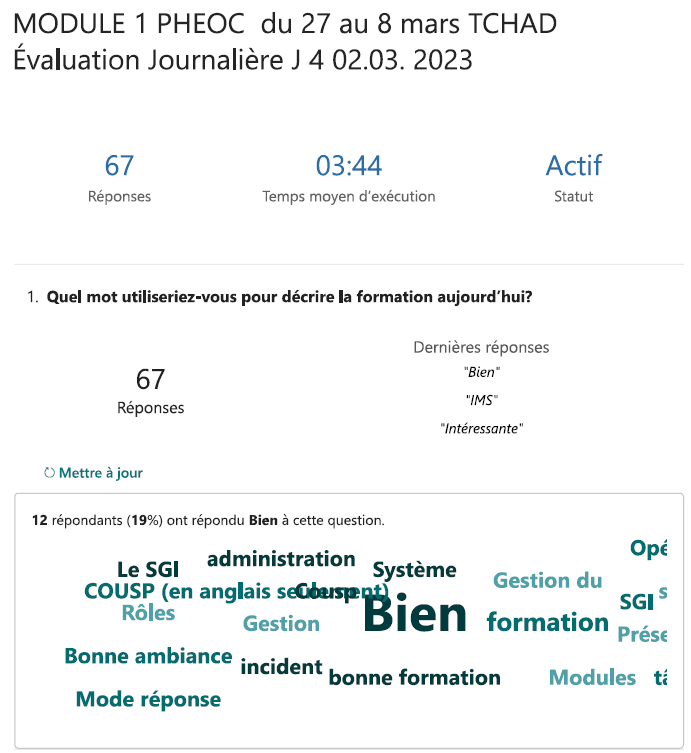 MODULE 1 PHEOC du 27 au 8 mars TCHAD
Évaluation Journalière J 4 02.03. 2023
67
Réponses
03:44
Temps moyen d'exécution
Actif
Statut
1. Quel mot utiliseriez-vous pour décrire la formation aujourd'hui?
67
Réponses
Dernières réponses
"Bien"
"IMS"
"Intéressante"
Mettre à jour
12 répondants (19%) ont répondu Bien à cette question.
Opé
administration
Le SGI
Système
Gestion du
COUSP (en anglais seulement)
Cousp
s
SGI
Rôles
Bien
Gestion
formation
Prése
Bonne ambiance
incident
bonne formation
Modules
tâ
Mode réponse